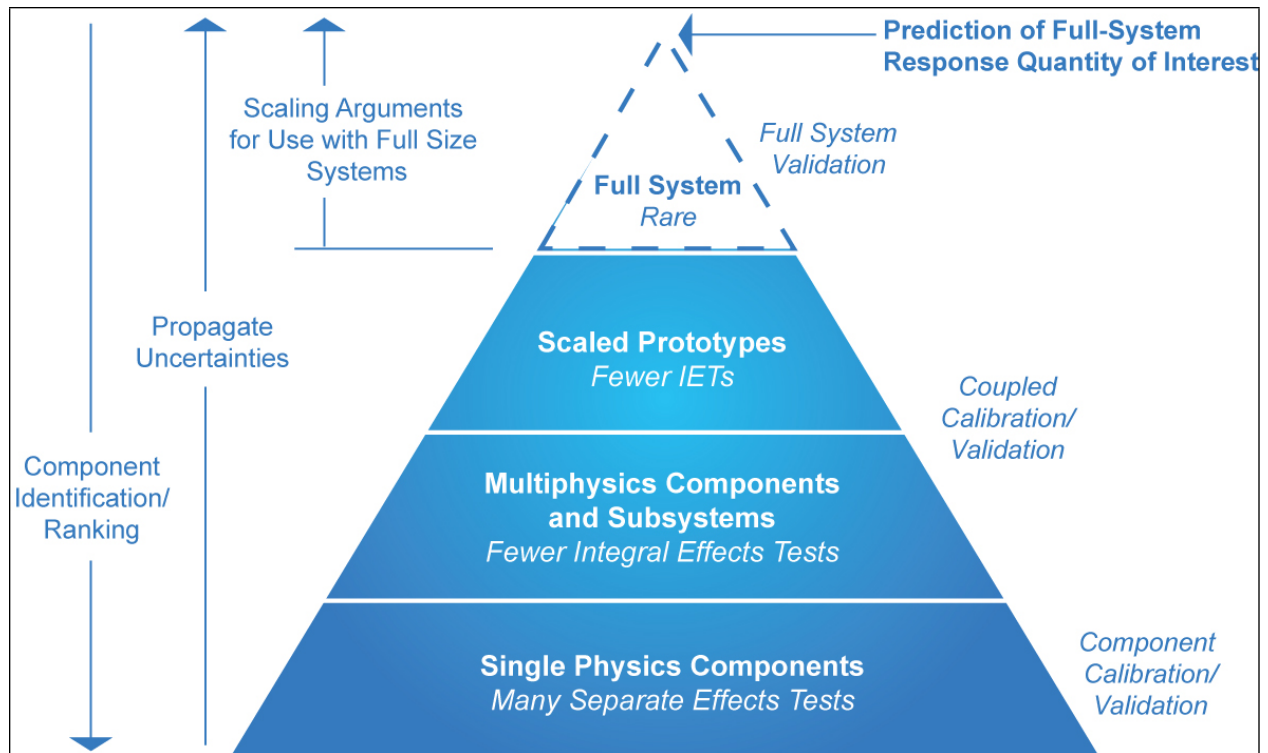 Prediction of Full-System
Response Quantity of Interest
Scaling Arguments
for Use with Full Size
Systems
Full System
Validation
Full System
Rare
Propagate
Uncertainties
Scaled Prototypes
Fewer IETs
Coupled
Calibration/
Validation
Component
Identification/
Ranking
Multiphysics Components
and Subsystems
Fewer Integral Effects Tests
Single Physics Components
Many Separate Effects Tests
Component
Calibration/
Validation